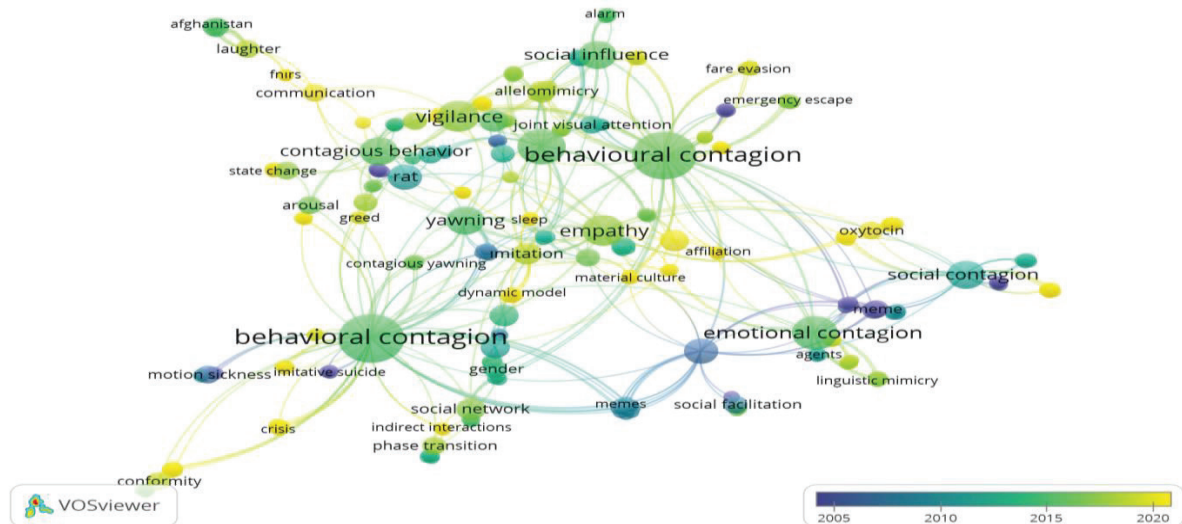 alarm
afghanistan
laughter
social influence
fnirs
communication
fare evasion
allelomimicry
emergency escape
vigilance
joint visual attention
contagious behavior
behavioural contagion
state change
rat
arousal
greed
yawning
sleep
empathy
oxytocin
imitation
affiliation
contagious yawning
material culture
social contagion
dynamic model
meme
behavioral contagion
emotional contagion
agents
motion sickness
imitative suicide
gender
linguistic mimicry
social network
memes
social facilitation
crisis
indirect interactions
phase transition
conformity
VOSviewer
2005 2010 2015 2020